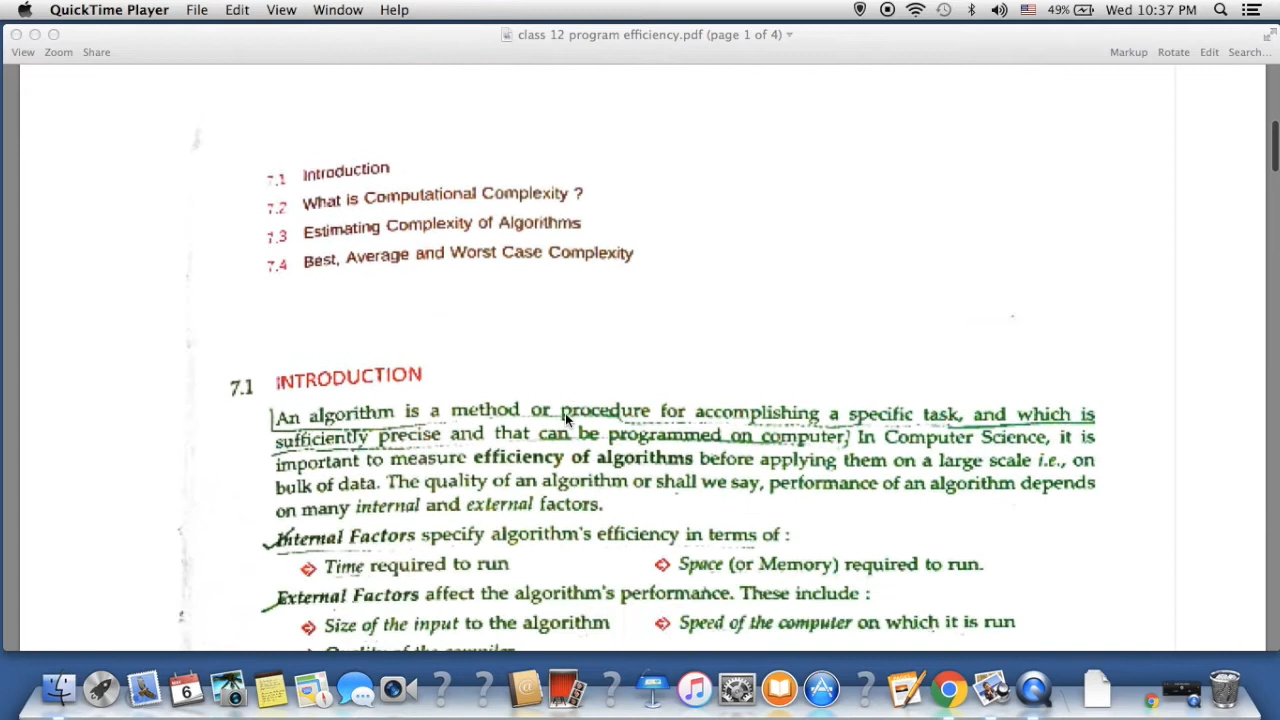 QuickTime Player File Edit View Window Help 49% Wed 10:37 PM
class 12 program efficiency.pdf (page 1 of 4)
View Zoom Share Markup Rotate Edit Search...
7.1 Introduction
7.2 What is Computational Complexity ?
7.3 Estimating Complexity of Algorithms
7.4 Best, Average and Worst Case Complexity
7.1 INTRODUCTION
An algorithm is a method or procedure for accomplishing a specific task, and which is
sufficiently precise and that can be programmed on computer. In Computer Science, it is
important to measure efficiency of algorithms before applying them on a large scale i.e., on
bulk of data. The quality of an algorithm or shall we say, performance of an algorithm depends
on many internal and external factors.
Internal Factors specify algorithm's efficiency in terms of :
Time required to run Space (or Memory) required to run.
External Factors affect the algorithm's performance. These include :
Size of the input to the algorithm Speed of the computer on which it is run
Quality of the compiler
6